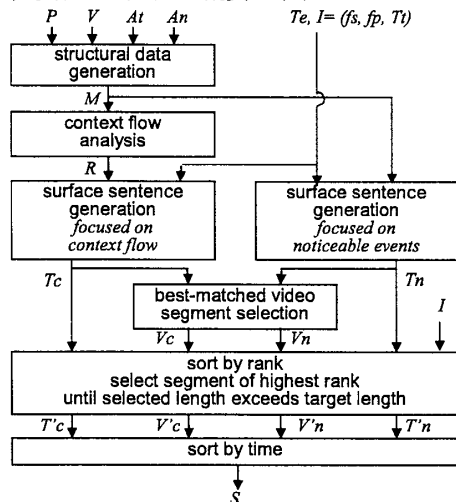 P V At An Te, I= (fs, fp, Tt)
structural data
generation
M
context flow
analysis
R
surface sentence
generation
focused on
context flow
surface sentence
generation
focused on
noticeable events
Tc Tn
best-matched video
segment selection
I
Vc Vn
sort by rank
select segment of highest rank
until selected length exceeds target length
T'c V'c V'n T'n
sort by time
S